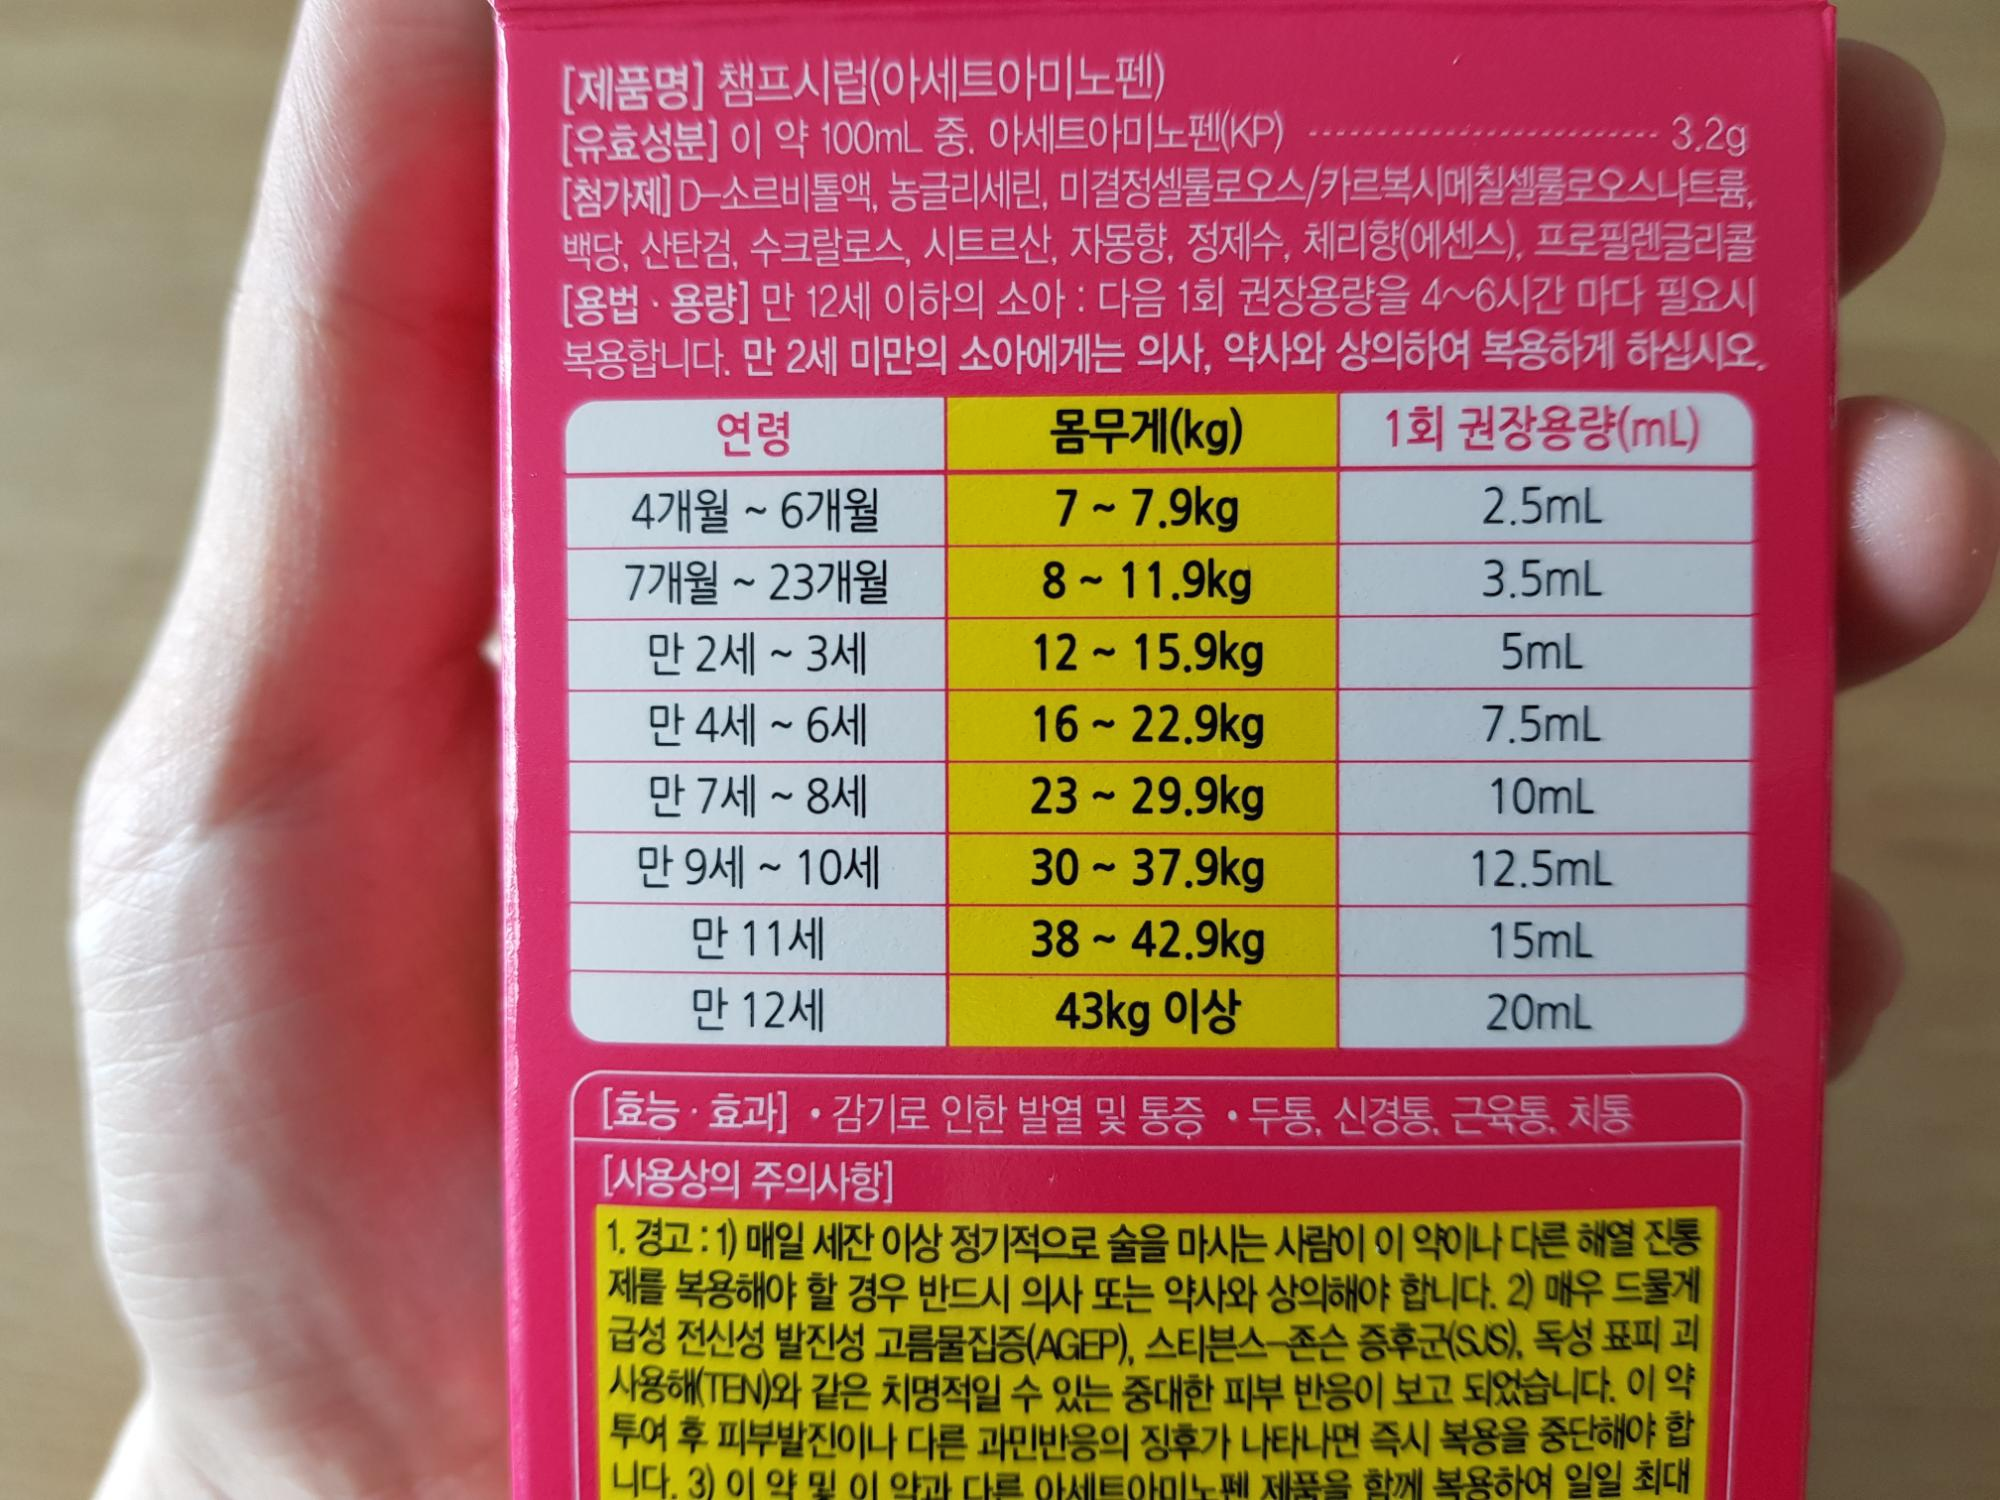 [제품명] 챔프시럽(아세트아미노펜)
[유효성분] 이 약 100mL 중. 아세트아미노펜(KP) ------------------------- 3.2g
[첨가제] D-소르비톨액, 농글리세린, 미결정셀룰로오스/카르복시메칠셀룰로오스나트륨,
백당, 산탄검, 수크랄로스, 시트르산, 자몽향, 정제수, 체리향(에센스), 프로필렌글리콜
[용법 · 용량] 만 12세 이하의 소아 : 다음 1회 권장용량을 4~6시간 마다 필요시
복용합니다. 만 2세 미만의 소아에게는 의사, 약사와 상의하여 복용하게 하십시오.
연령 몸무게(kg) 1회 권장용량(mL)
4개월 ~ 6개월 7 ~ 7.9kg 2.5mL
7개월 ~ 23개월 8 ~ 11.9kg 3.5mL
만 2세 ~ 3세 12 ~ 15.9kg 5mL
만 4세 ~ 6세 16 ~ 22.9kg 7.5mL
만 7세 ~ 8세 23 ~ 29.9kg 10mL
만 9세 ~ 10세 30 ~ 37.9kg 12.5mL
만 11세 38 ~ 42.9kg 15mL
만 12세 43kg 이상 20mL
[효능 · 효과] • 감기로 인한 발열 및 통증 • 두통, 신경통, 근육통, 치통
[사용상의 주의사항]
1. 경고 : 1) 매일 세잔 이상 정기적으로 술을 마시는 사람이 이 약이나 다른 해열 진통
제를 복용해야 할 경우 반드시 의사 또는 약사와 상의해야 합니다. 2) 매우 드물게
급성 전신성 발진성 고름물집증(AGEP), 스티븐스-존슨 증후군(SJS), 독성 표피 괴
사용해(TEN)와 같은 치명적일 수 있는 중대한 피부 반응이 보고 되었습니다. 이 약
투여 후 피부발진이나 다른 과민반응의 징후가 나타나면 즉시 복용을 중단해야 합
니다. 3) 이 약 및 이 약과 다른 아세트아미노펜 제품을 함께 복용하여 일일 최대